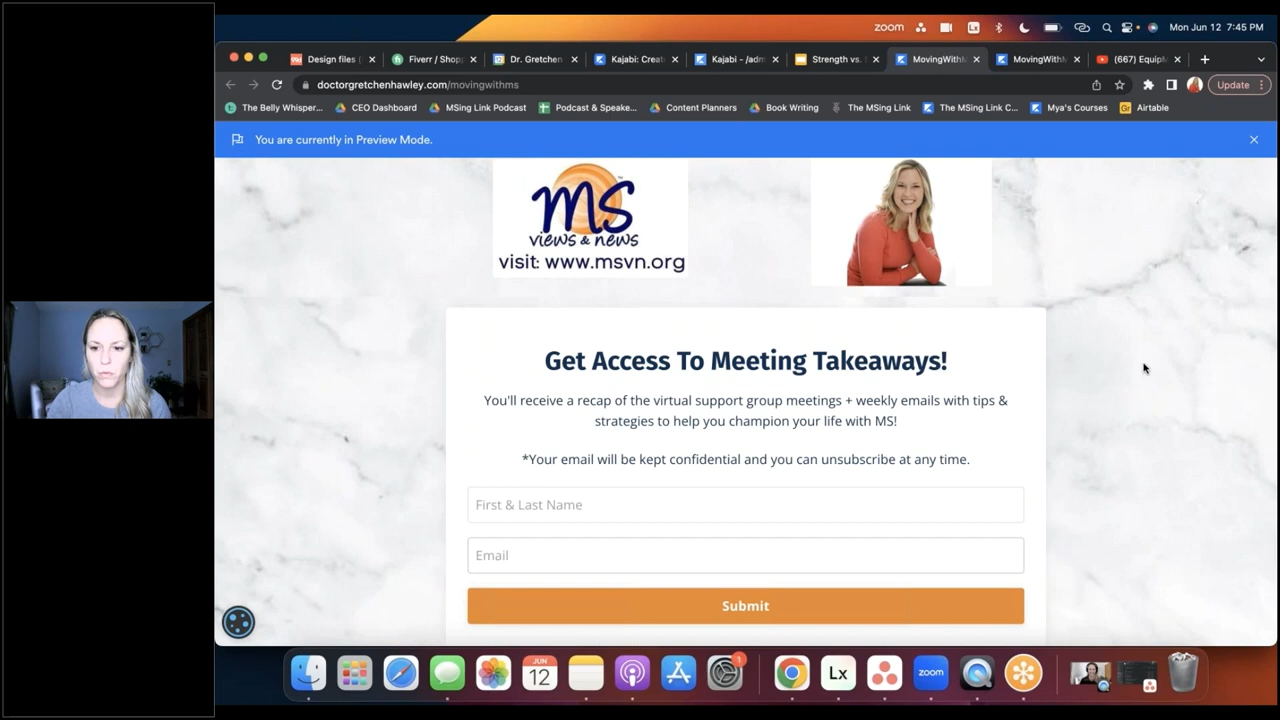 zoom
Lx
Mon Jun 12 7:45 PM
Design files (
Fiverr / Shop
Dr. Gretchen
Kajabi: Creat
Kajabi - /adm
Strength vs.
MovingWithM
MovingWithM
(667) Equipm
doctorgretchenhawley.com/movingwithms
Update
The Belly Whisper...
CEO Dashboard
MSing Link Podcast
Podcast & Speake...
Content Planners
Book Writing
The MSing Link
The MSing Link C...
Mya's Courses
Gr Airtable
You are currently in Preview Mode.
MS
views & news
visit: www.msvn.org
Get Access To Meeting Takeaways!
You'll receive a recap of the virtual support group meetings + weekly emails with tips &
strategies to help you champion your life with MS!
*Your email will be kept confidential and you can unsubscribe at any time.
First & Last Name
Email
Submit
JUN
12
1
Lx
zoom